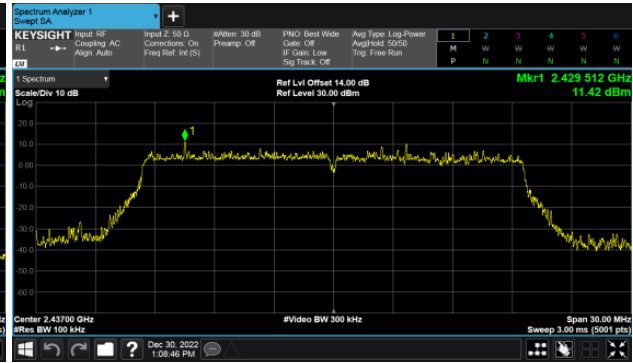 Spectrum Analyzer 1
Swept SA
+
KEYSIGHT Input: RF Input Z: 50 Ω #Atten: 30 dB PNO: Best Wide Avg Type: Log-Power 1 2 3 4 5 6
RL Coupling: AC Corrections: On Preamp: Off Gate: Off Avg|Hold: 50/50 M W W W W W
Align: Auto Freq Ref: Int (S) IF Gain: Low Trig: Free Run
Sig Track: Off P N N N N N
LXI
1 Spectrum Ref Lvl Offset 14.00 dB Mkr1 2.429 512 GHz
Scale/Div 10 dB Ref Level 30.00 dBm 11.42 dBm
Log
20.0
10.0 1
0.00
-10.0
-20.0
-30.0
-40.0
-50.0
-60.0
Center 2.43700 GHz #Video BW 300 kHz Span 30.00 MHz
#Res BW 100 kHz Sweep 3.00 ms (5001 pts)
? Dec 30, 2022
1:08:46 PM